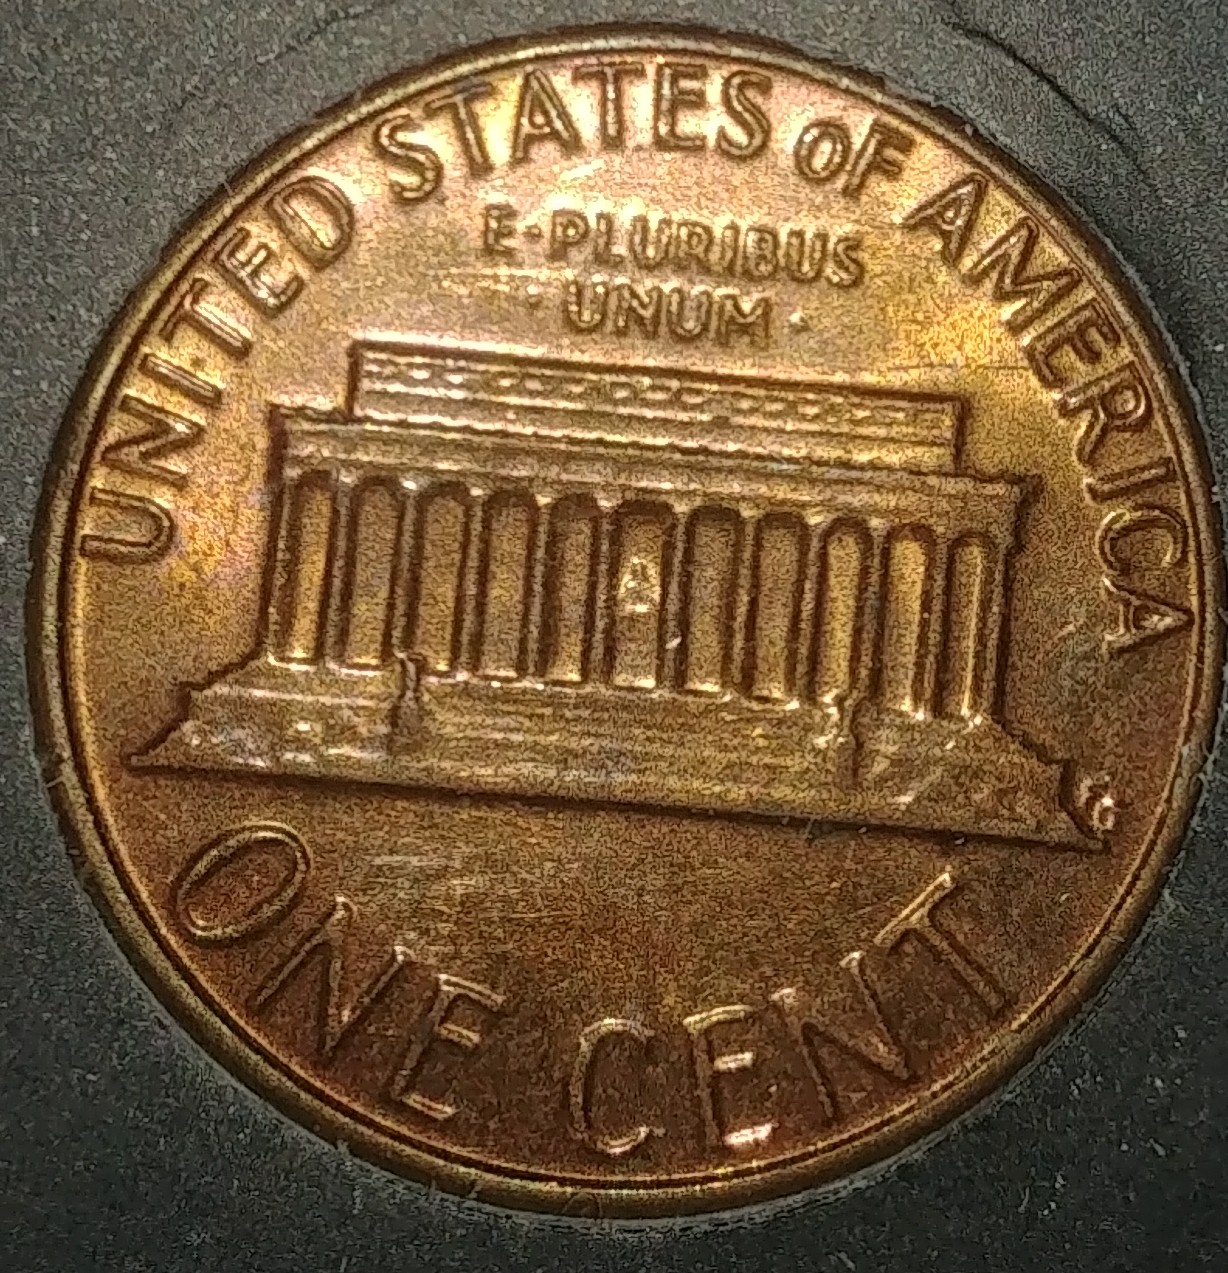 UNITED STATES OF AMERICA
E·PLURIBUS
·UNUM·
ONE CENT